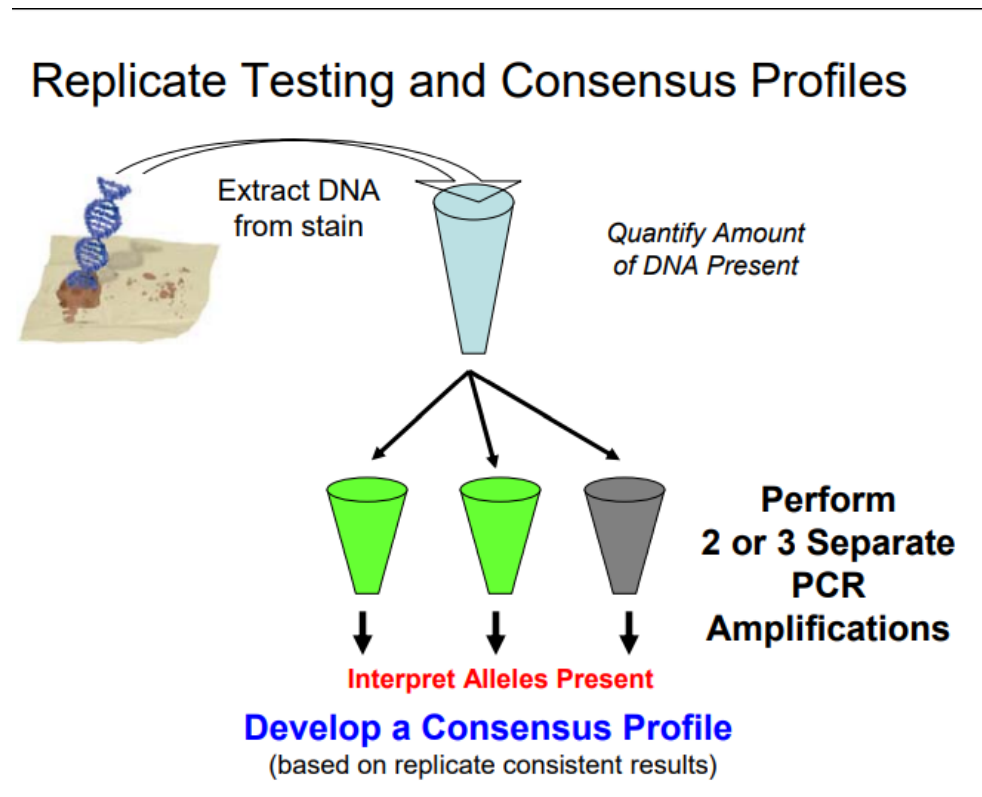 Replicate Testing and Consensus Profiles
Extract DNA
from stain
Quantify Amount
of DNA Present
Perform
2 or 3 Separate
PCR
Amplifications
Interpret Alleles Present
Develop a Consensus Profile
(based on replicate consistent results)